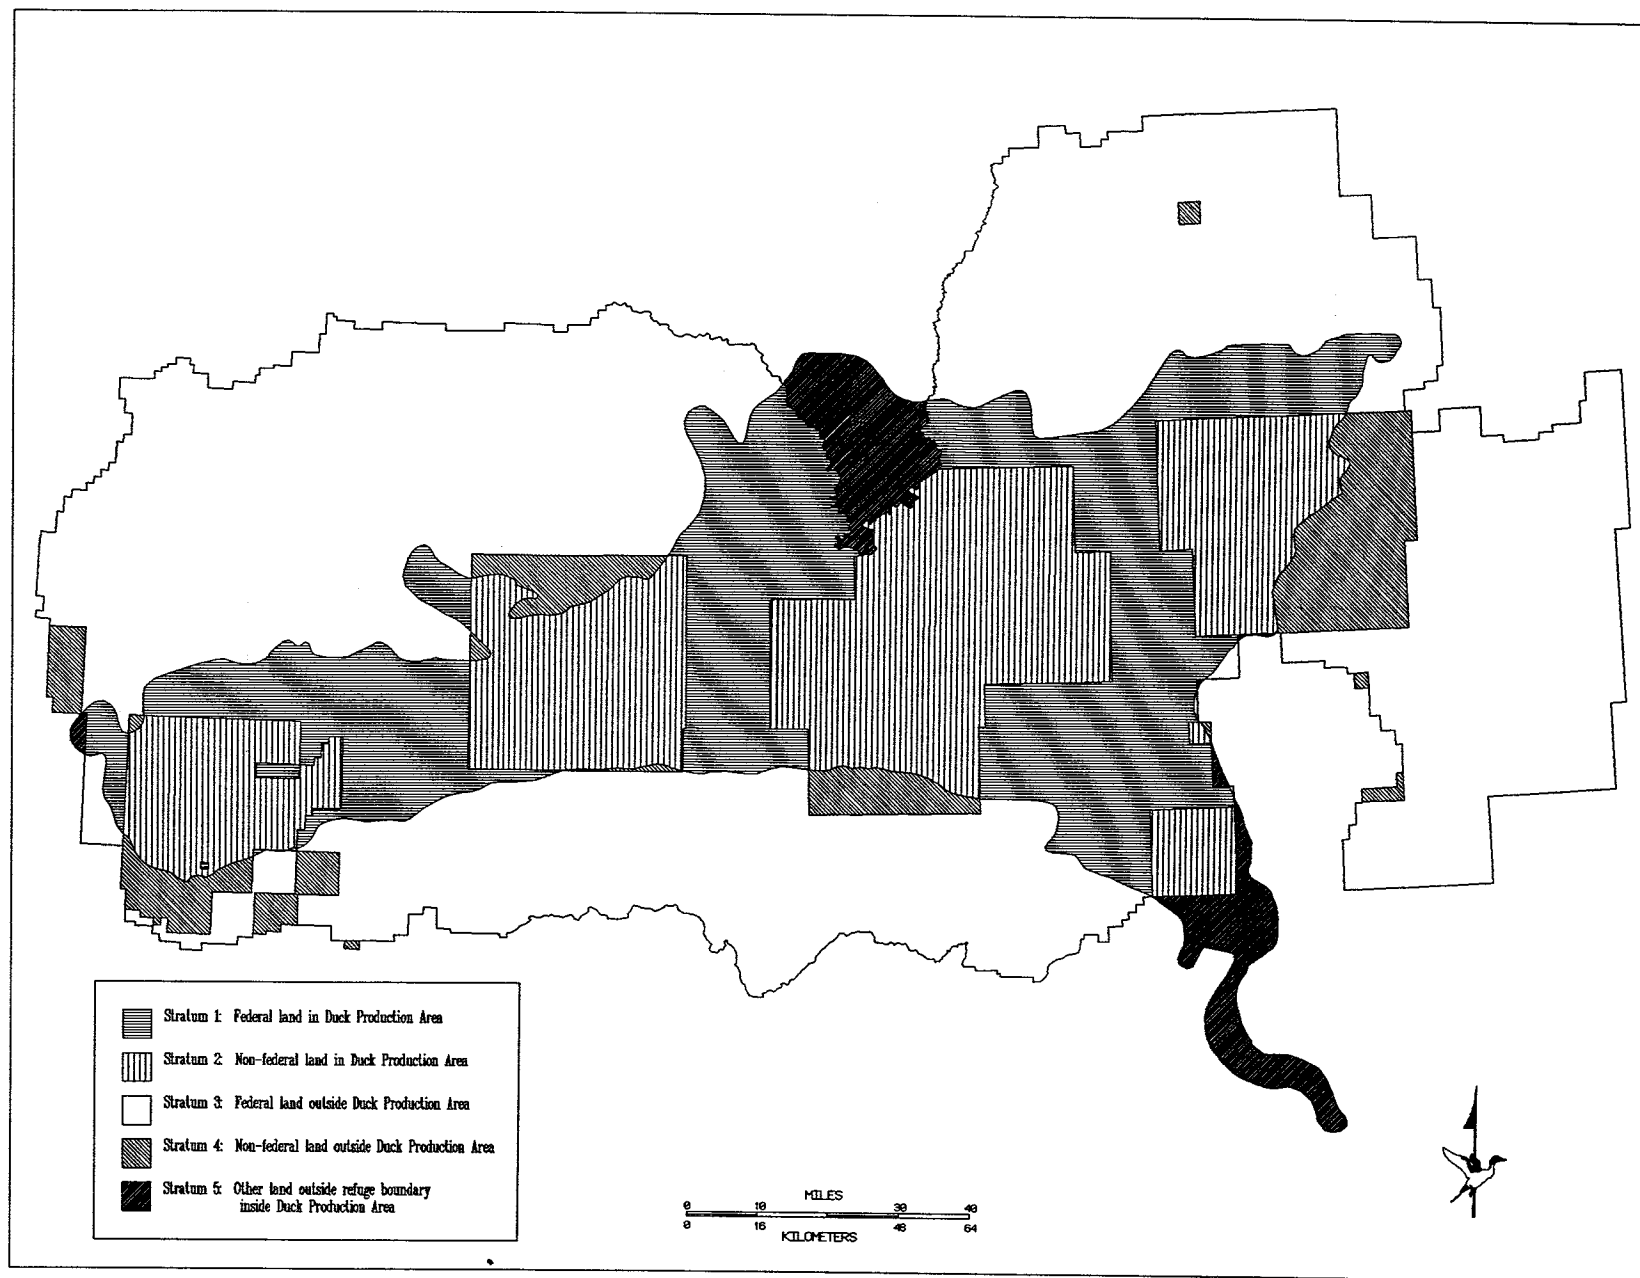 Stratum 1: Federal land in Duck Production Area
Stratum 2: Non-federal land in Duck Production Area
Stratum 3: Federal land outside Duck Production Area
Stratum 4: Non-federal land outside Duck Production Area
Stratum 5: Other land outside refuge boundary
inside Duck Production Area
MILES
0 10 30 40
0 16 48 64
KILOMETERS